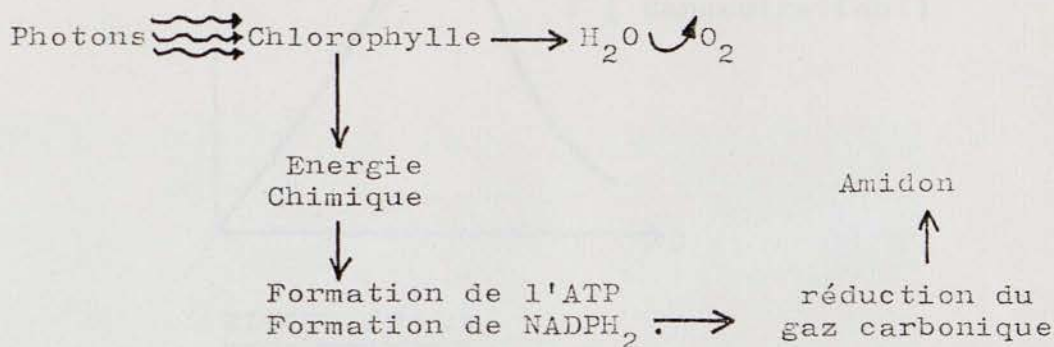 Photons Chlorophylle H₂O O₂
Energie
Chimique
Amidon
Formation de l'ATP
Formation de NADPH₂.
réduction du
gaz carbonique